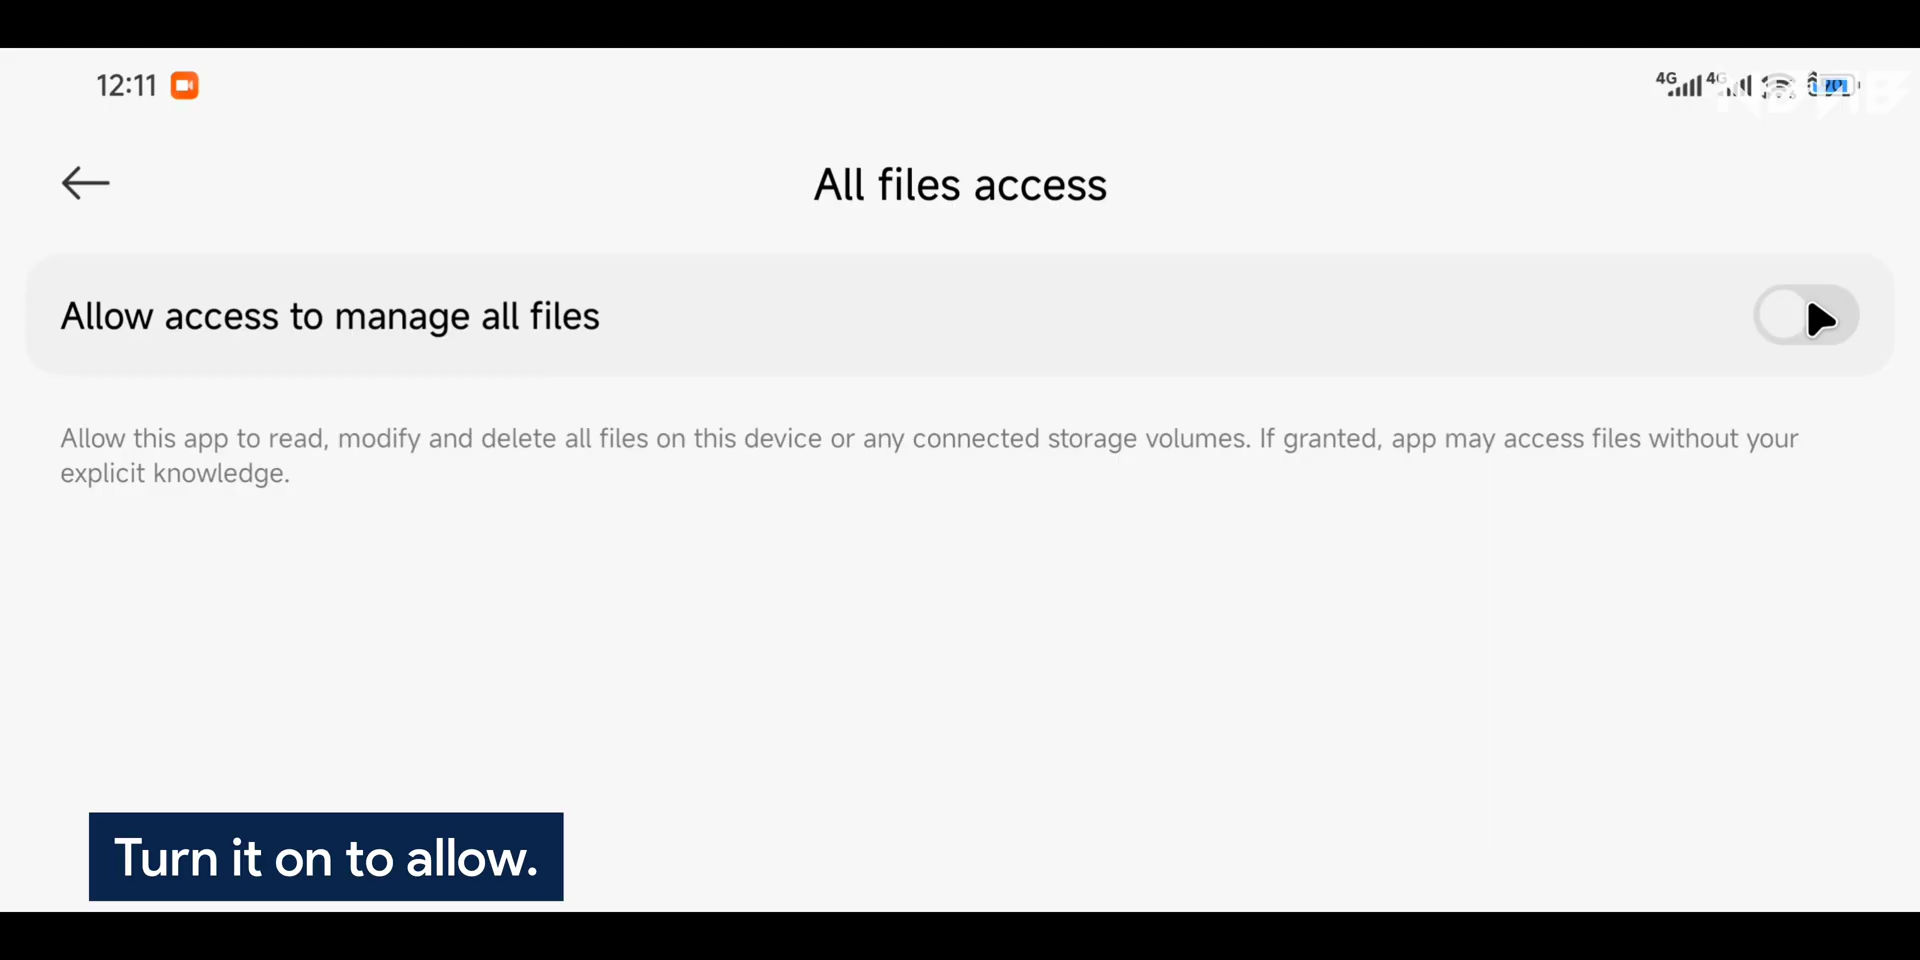 12:11
4G 4G
All files access
Allow access to manage all files
Allow this app to read, modify and delete all files on this device or any connected storage volumes. If granted, app may access files without your
explicit knowledge.
Turn it on to allow.